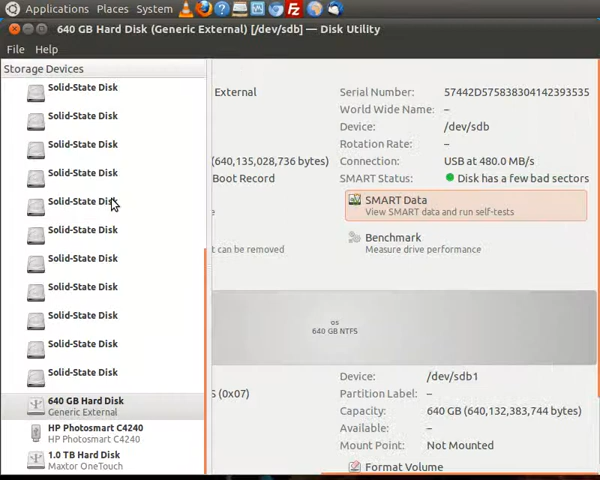 Applications Places System
640 GB Hard Disk (Generic External) [/dev/sdb] — Disk Utility
File Help
Storage Devices
Solid-State Disk
Solid-State Disk
Solid-State Disk
Solid-State Disk
Solid-State Disk
Solid-State Disk
Solid-State Disk
Solid-State Disk
Solid-State Disk
Solid-State Disk
Solid-State Disk
640 GB Hard Disk
Generic External
HP Photosmart C4240
HP Photosmart C4240
1.0 TB Hard Disk
Maxtor OneTouch
External
(640,135,028,736 bytes)
Boot Record
t can be removed
Serial Number: 57442D575838304142393535
World Wide Name: –
Device: /dev/sdb
Rotation Rate: –
Connection: USB at 480.0 MB/s
SMART Status: Disk has a few bad sectors
SMART Data
View SMART data and run self-tests
Benchmark
Measure drive performance
os
640 GB NTFS
S (0x07)
Device: /dev/sdb1
Partition Label: –
Capacity: 640 GB (640,132,383,744 bytes)
Available: –
Mount Point: Not Mounted
Format Volume